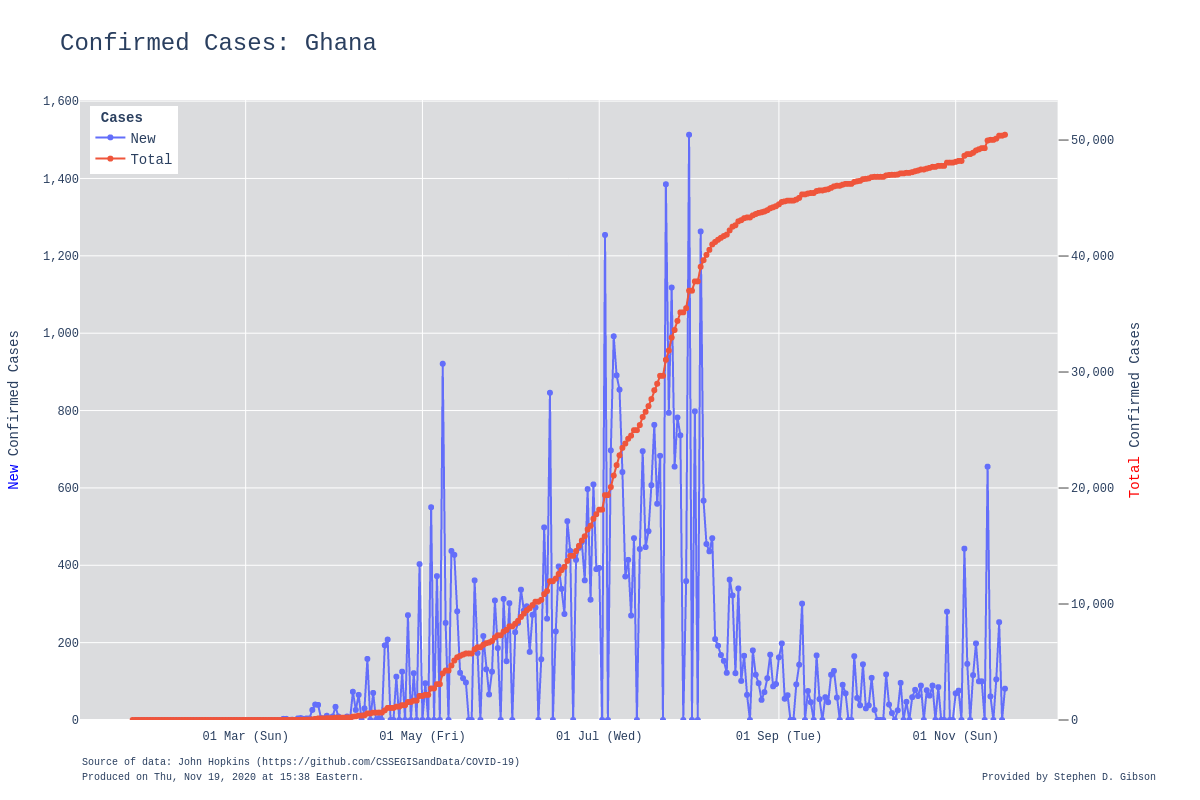 Confirmed Cases: Ghana
Cases
New
Total
1,600
1,400
1,200
1,000
800
600
400
200
0
50,000
40,000
30,000
20,000
10,000
0
New Confirmed Cases
Total Confirmed Cases
01 Mar (Sun)
01 May (Fri)
01 Jul (Wed)
01 Sep (Tue)
01 Nov (Sun)
Source of data: John Hopkins (https://github.com/CSSEGISandData/COVID-19)
Produced on Thu, Nov 19, 2020 at 15:38 Eastern.
Provided by Stephen D. Gibson